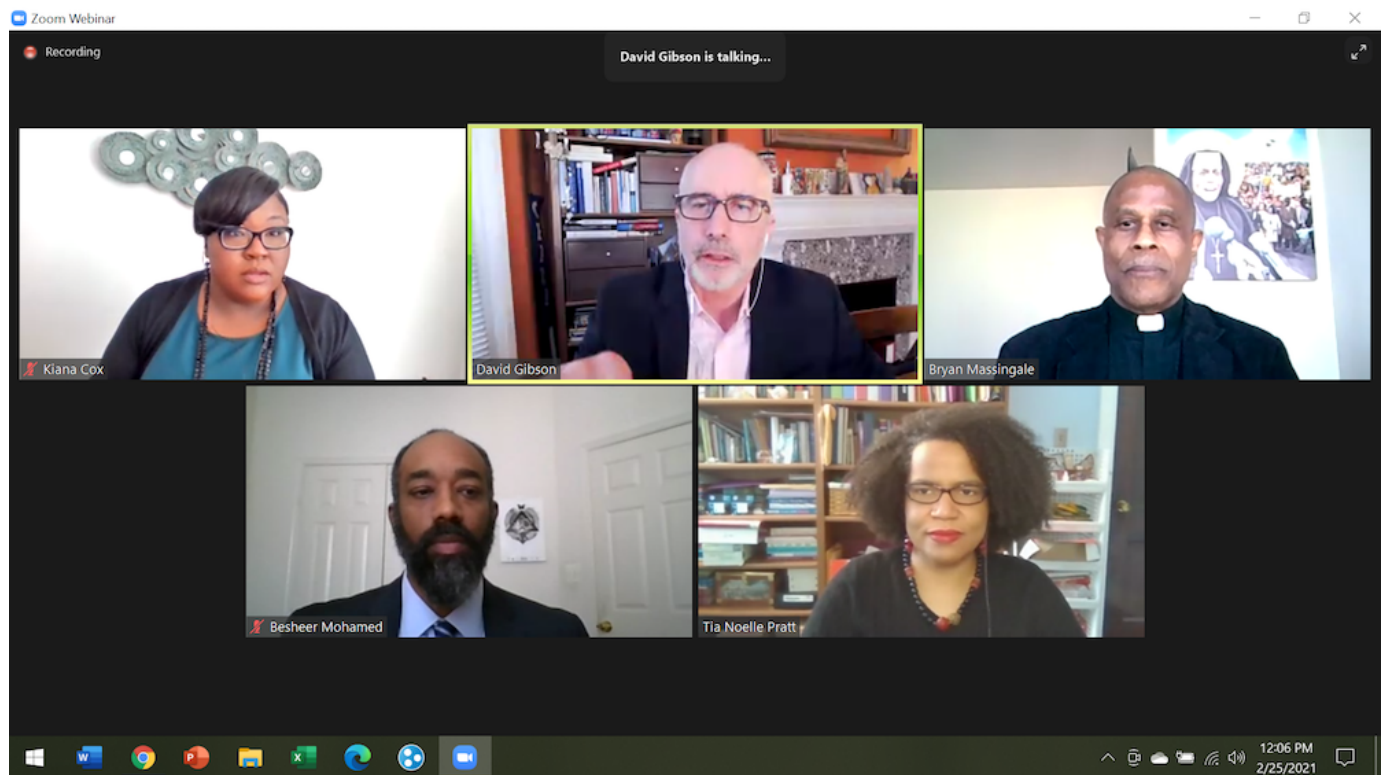 Zoom Webinar
Recording
David Gibson is talking...
Kiana Cox
David Gibson
Bryan Massingale
Besheer Mohamed
Tia Noelle Pratt
12:06 PM
2/25/2021